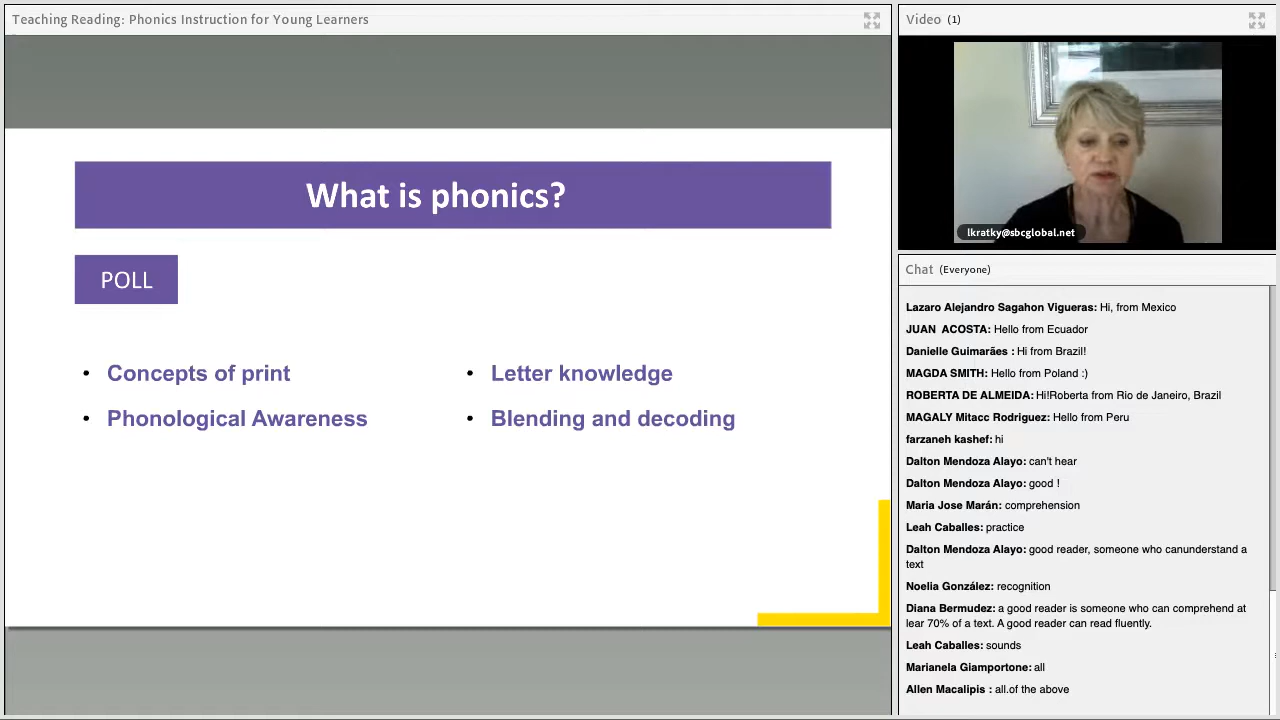 Teaching Reading: Phonics Instruction for Young Learners
What is phonics?
POLL
• Concepts of print
• Phonological Awareness
• Letter knowledge
• Blending and decoding
Video (1)
lkratky@sbcglobal.net
Chat (Everyone)
Lazaro Alejandro Sagahon Vigueras: Hi, from Mexico
JUAN ACOSTA: Hello from Ecuador
Danielle Guimarães : Hi from Brazil!
MAGDA SMITH: Hello from Poland :)
ROBERTA DE ALMEIDA: Hi!Roberta from Rio de Janeiro, Brazil
MAGALY Mitacc Rodriguez: Hello from Peru
farzaneh kashef: hi
Dalton Mendoza Alayo: can't hear
Dalton Mendoza Alayo: good !
Maria Jose Marán: comprehension
Leah Caballes: practice
Dalton Mendoza Alayo: good reader, someone who canunderstand a
text
Noelia González: recognition
Diana Bermudez: a good reader is someone who can comprehend at
lear 70% of a text. A good reader can read fluently.
Leah Caballes: sounds
Marianela Giamportone: all
Allen Macalipis : all.of the above